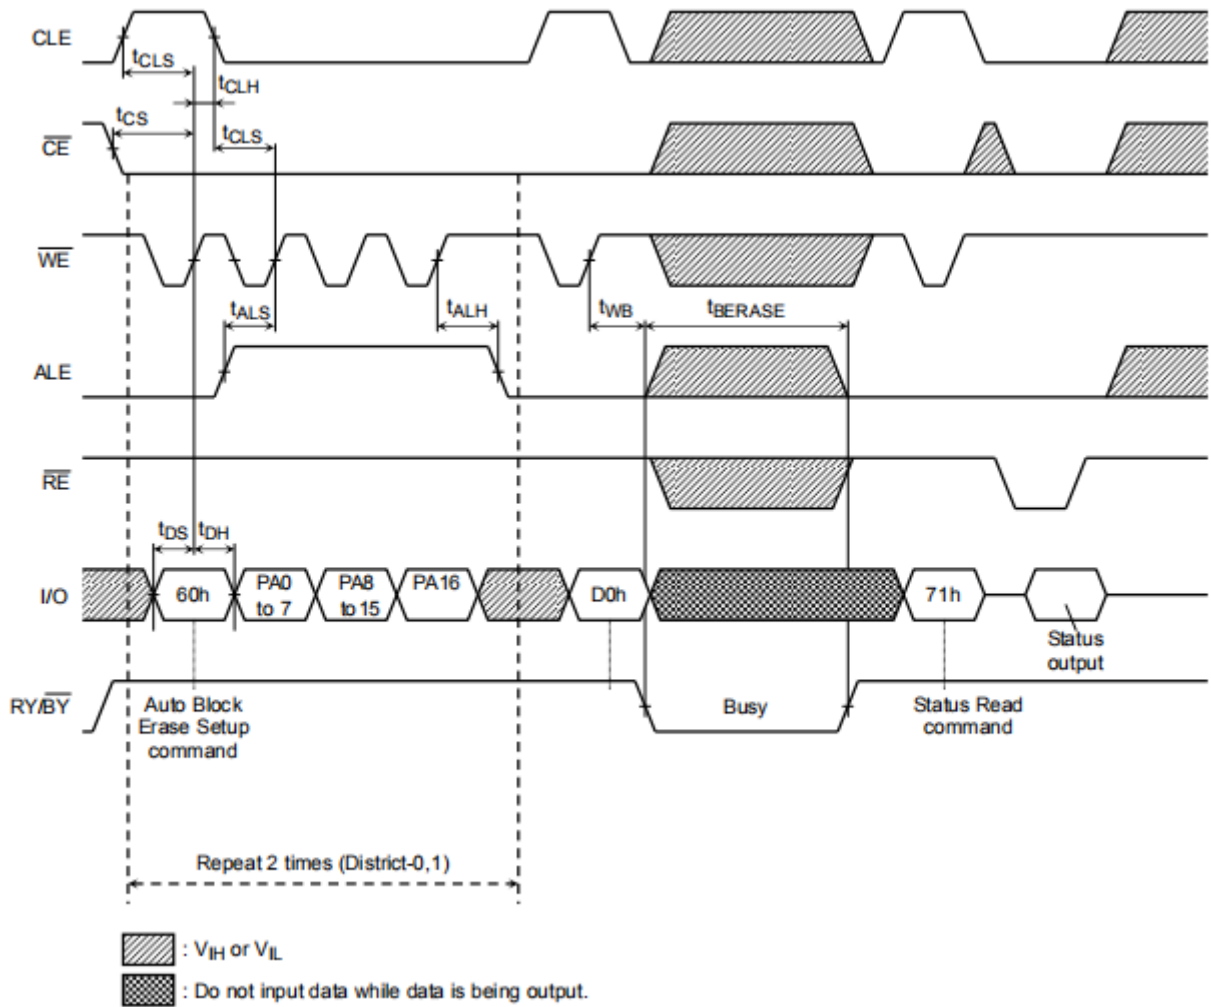 CLE
tCLS
tCLH
tCS
CE
tCLS
WE
tALS
tALH
tWB
tBERASE
ALE
RE
tDS
tDH
I/O
60h
PA0
to 7
PA8
to 15
PA16
D0h
71h
Status
output
RY/BY
Auto Block
Erase Setup
command
Busy
Status Read
command
Repeat 2 times (District-0,1)
: VIH or VIL
: Do not input data while data is being output.